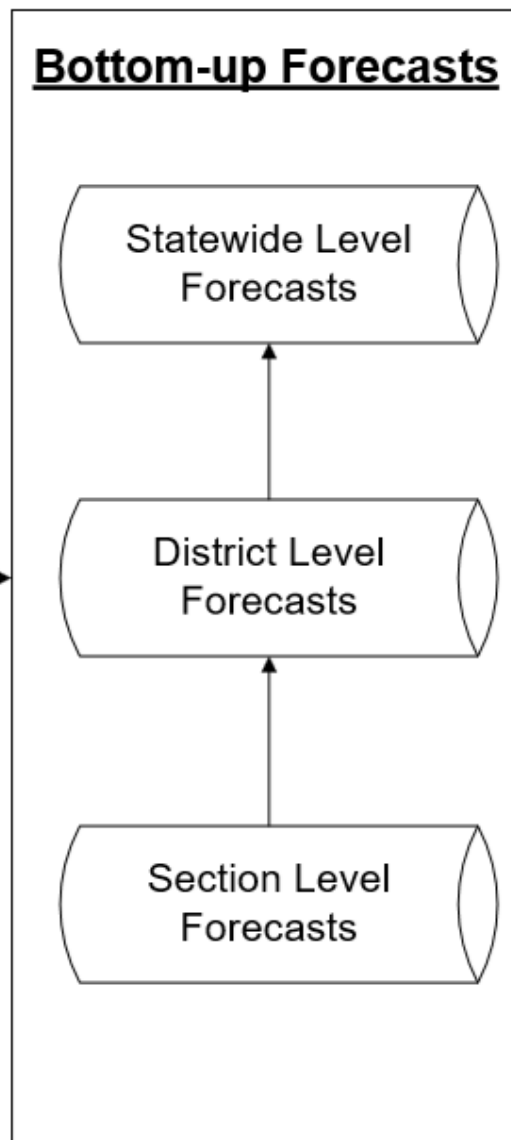 Bottom-up Forecasts
Statewide Level
Forecasts
District Level
Forecasts
Section Level
Forecasts